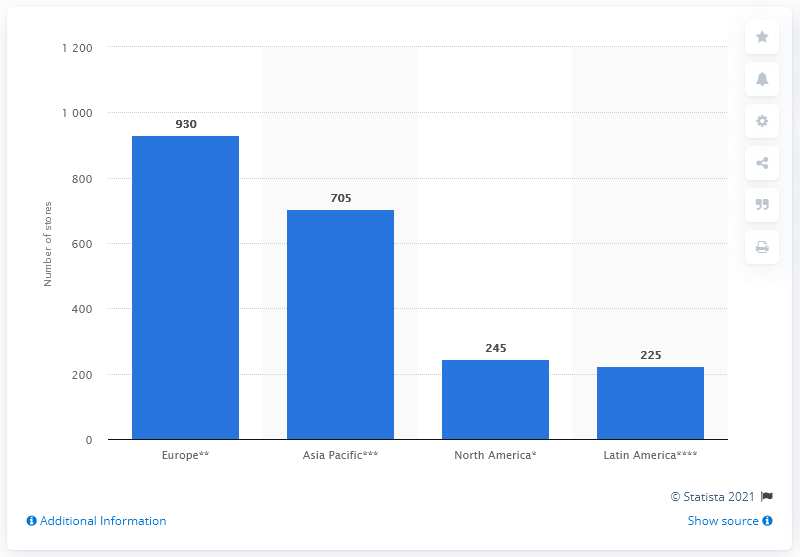 1 200
1 000
800
600
400
200
0
Number of stores
930
705
245
225
Europe**
Asia Pacific***
North America*
Latin America****
© Statista 2021
Additional Information
Show source